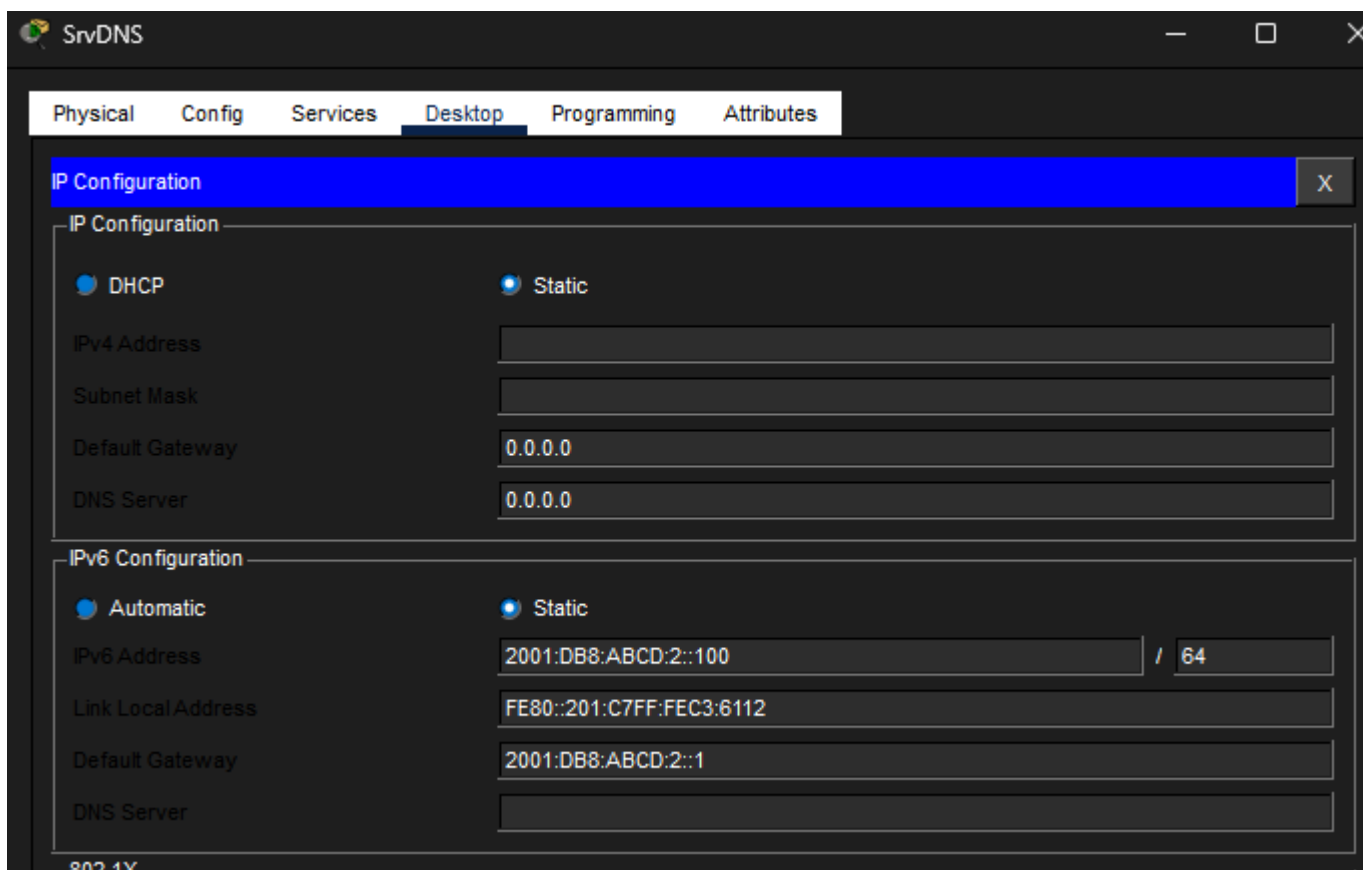 SrvDNS
Physical Config Services Desktop Programming Attributes
IP Configuration X
IP Configuration
DHCP Static
IPv4 Address
Subnet Mask
Default Gateway 0.0.0.0
DNS Server 0.0.0.0
IPv6 Configuration
Automatic Static
IPv6 Address 2001:DB8:ABCD:2::100 / 64
Link Local Address FE80::201:C7FF:FEC3:6112
Default Gateway 2001:DB8:ABCD:2::1
DNS Server
802.1X